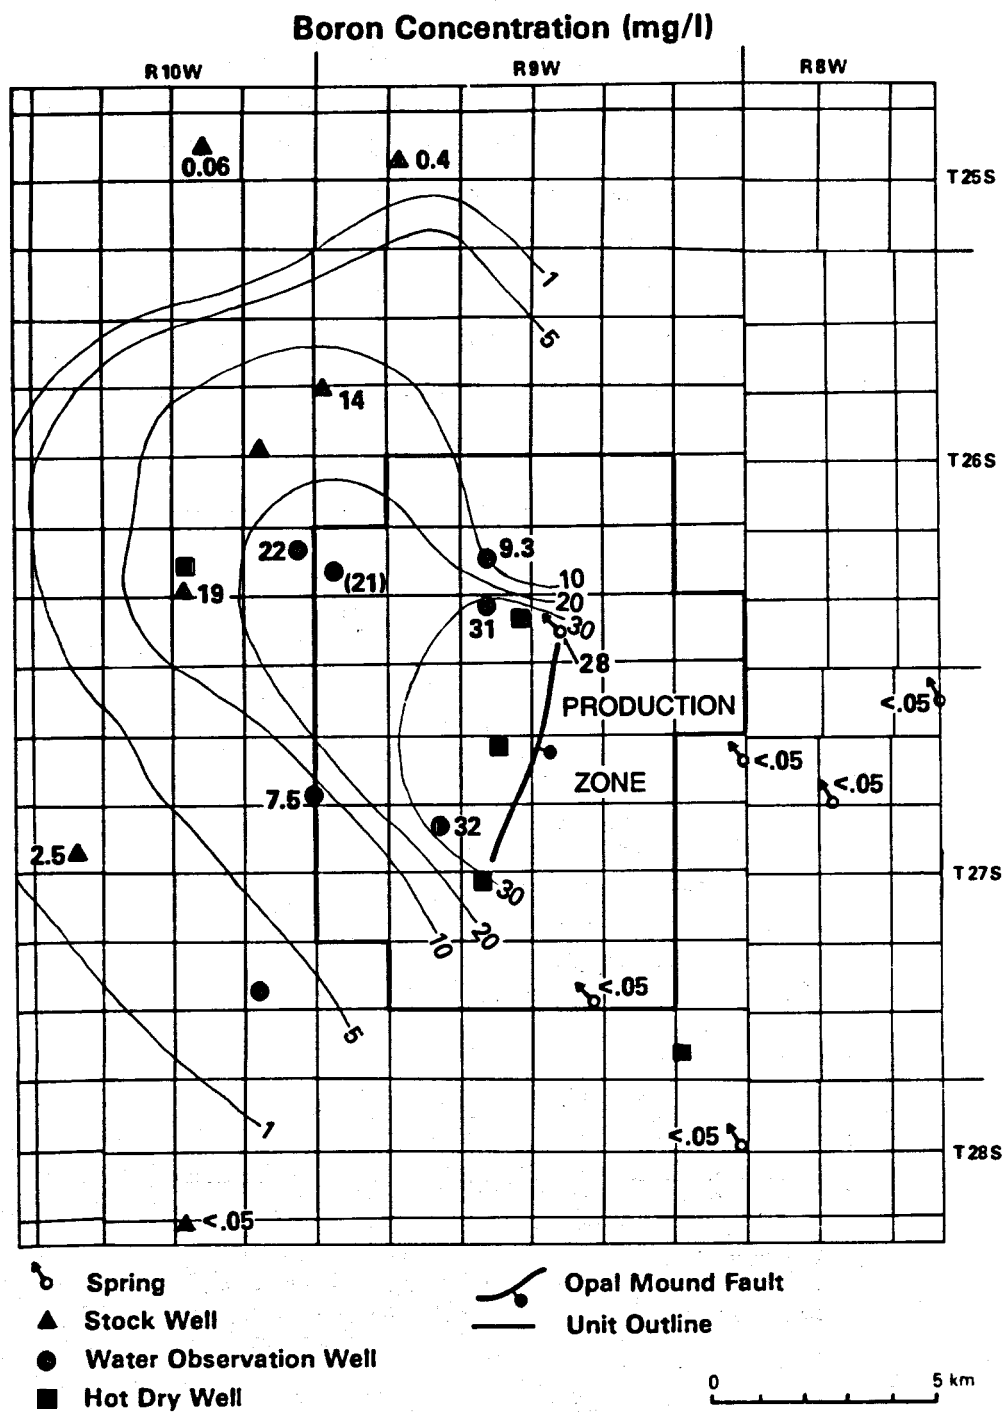 Boron Concentration (mg/l)
R10W R9W R8W
0.06
0.4
T25S
1
5
14
T26S
22
9.3
(21)
10
19
20
31
30
28
<.05
PRODUCTION
<.05
ZONE
<.05
7.5
32
2.5
T27S
30
20
10
<.05
5
1
<.05
T28S
<.05
Spring
Opal Mound Fault
Stock Well
Unit Outline
Water Observation Well
Hot Dry Well
0 5 km